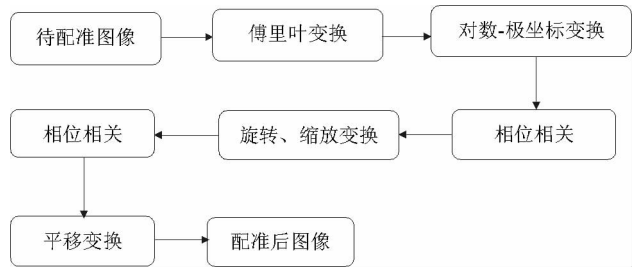 待配准图像
傅里叶变换
对数-极坐标变换
相位相关
旋转、缩放变换
相位相关
平移变换
配准后图像